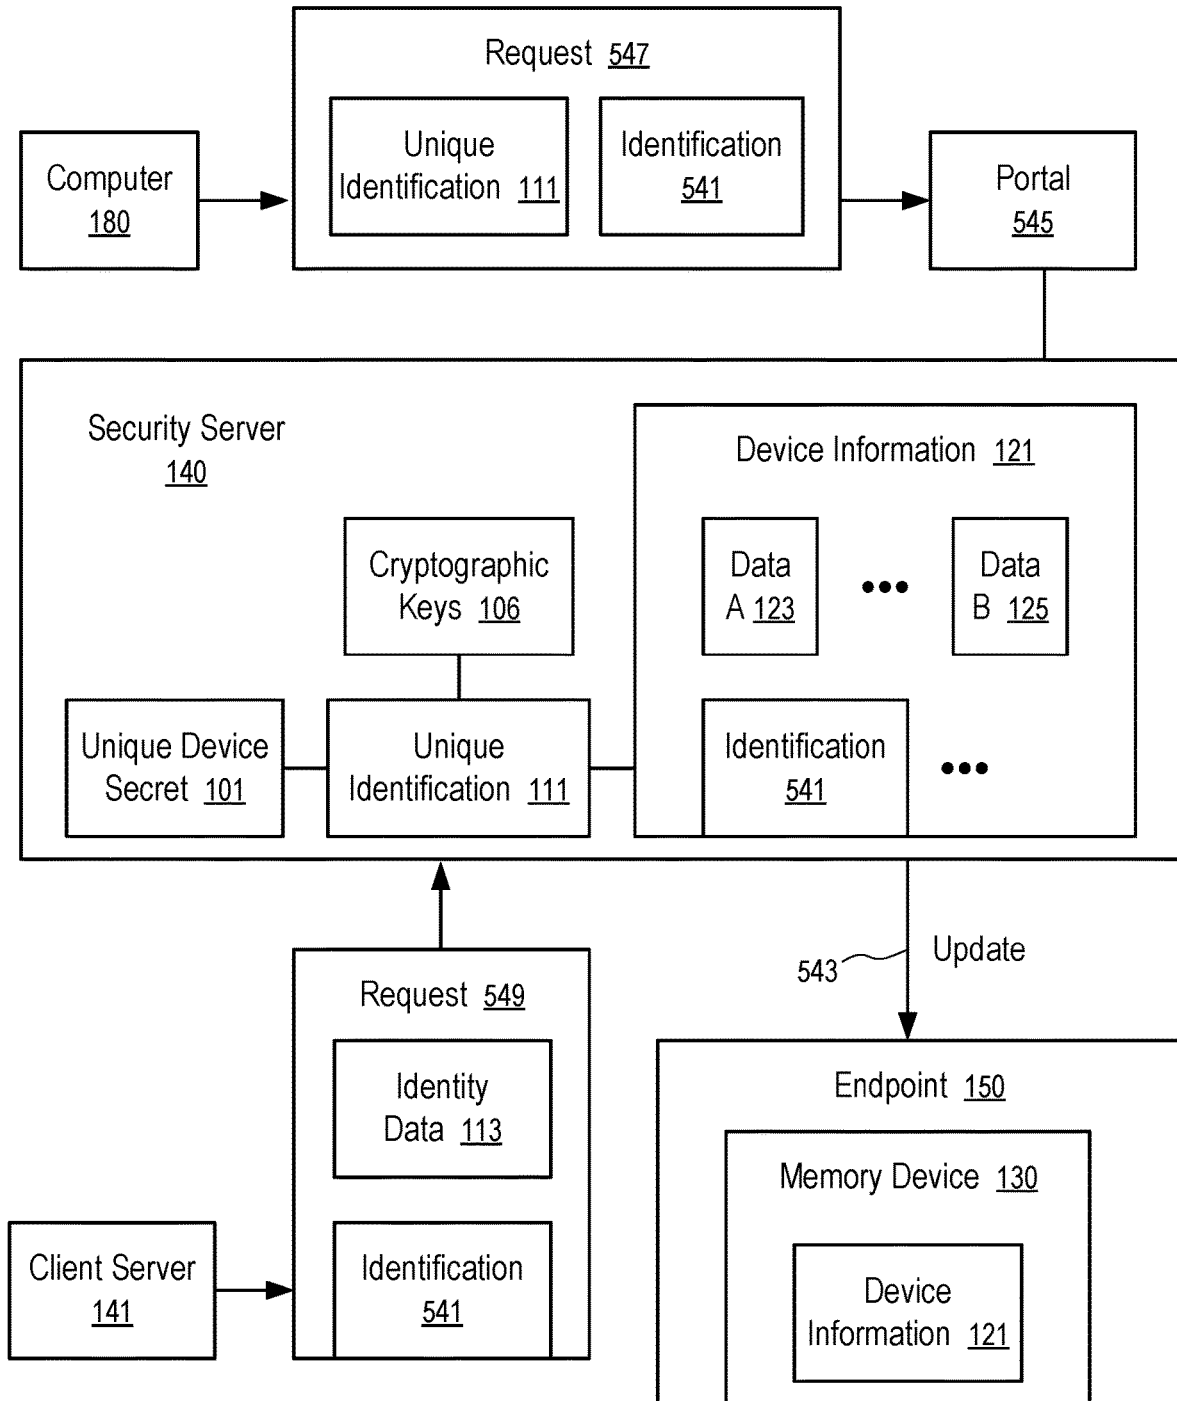 Request 547
Unique
Identification 111
Identification
541
Computer
180
Portal
545
Security Server
140
Device Information 121
Cryptographic
Keys 106
Data
A 123
Data
B 125
Unique Device
Secret 101
Unique
Identification 111
Identification
541
Request 549
Identity
Data 113
Identification
541
Client Server
141
543
Update
Endpoint 150
Memory Device 130
Device
Information 121